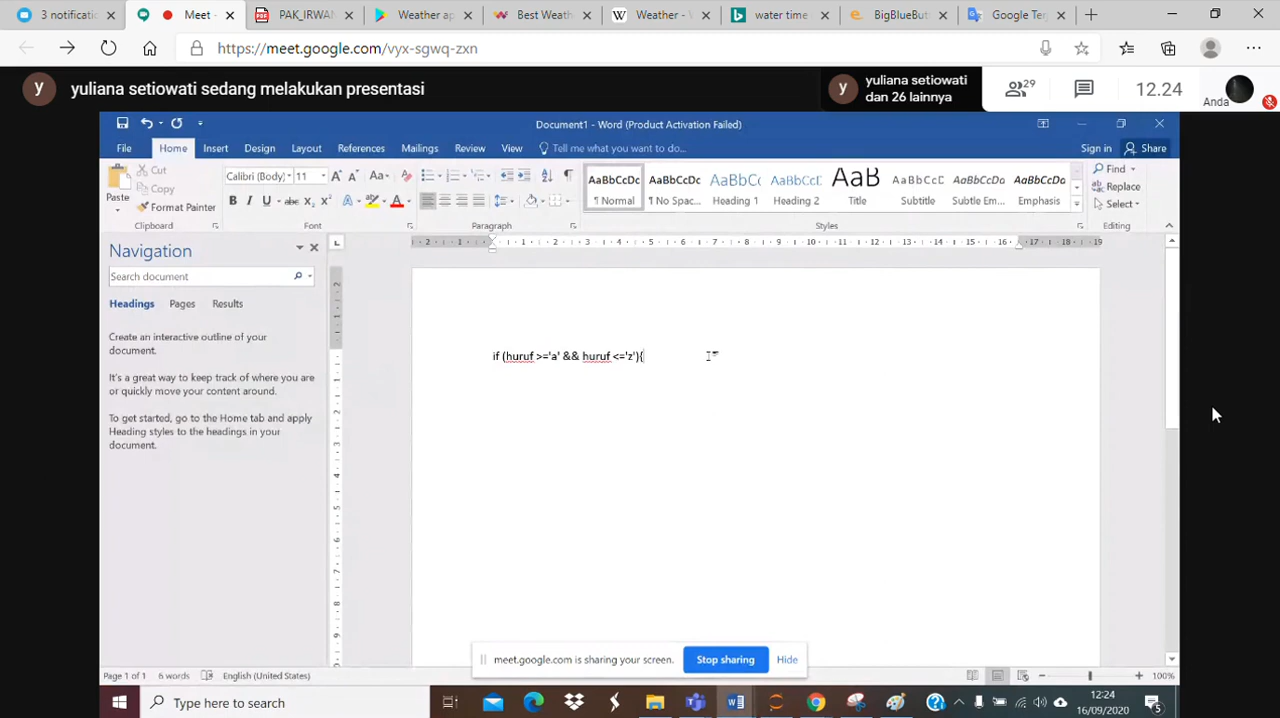 3 notificatio
Meet -
PAK_IRWAN
Weather ap
Best Weath
Weather - W
water time
BigBlueButt
Google Terj
https://meet.google.com/vyx-sgwq-zxn
y
yuliana setiowati sedang melakukan presentasi
y
yuliana setiowati
dan 26 lainnya
29
12.24
Anda
Document1 - Word (Product Activation Failed)
File
Home
Insert
Design
Layout
References
Mailings
Review
View
Tell me what you want to do...
Sign in
Share
Paste
Cut
Copy
Format Painter
Clipboard
Calibri (Body)
11
Font
Paragraph
AaBbCcDc
¶ Normal
AaBbCcDc
¶ No Spac...
AaBbCc
Heading 1
AaBbCcC
Heading 2
AaB
Title
AaBbCcD
Subtitle
AaBbCcDa
Subtle Em...
AaBbCcDa
Emphasis
Styles
Find
Replace
Select
Editing
Navigation
Search document
Headings
Pages
Results
Create an interactive outline of your
document.
It's a great way to keep track of where you are
or quickly move your content around.
To get started, go to the Home tab and apply
Heading styles to the headings in your
document.
if (huruf >='a' && huruf <='z'){
meet.google.com is sharing your screen.
Stop sharing
Hide
Page 1 of 1
6 words
English (United States)
100%
Type here to search
12:24
16/09/2020
5